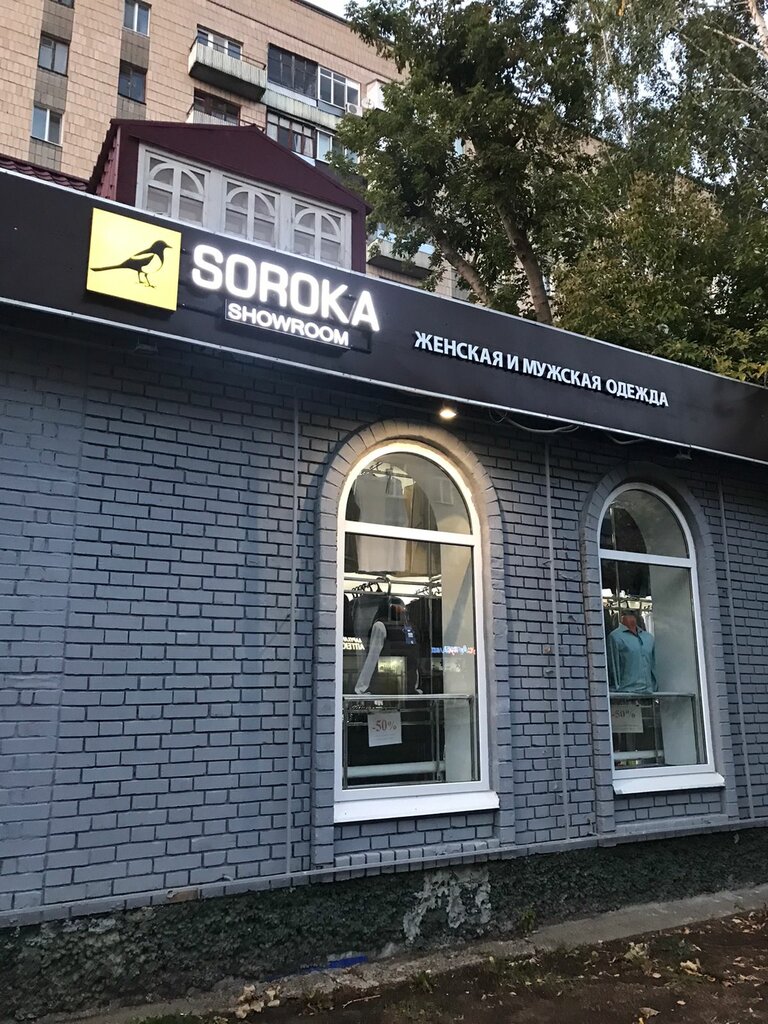 SOROKA
SHOWROOM
ЖЕНСКАЯ И МУЖСКАЯ ОДЕЖДА
-50%
-50%